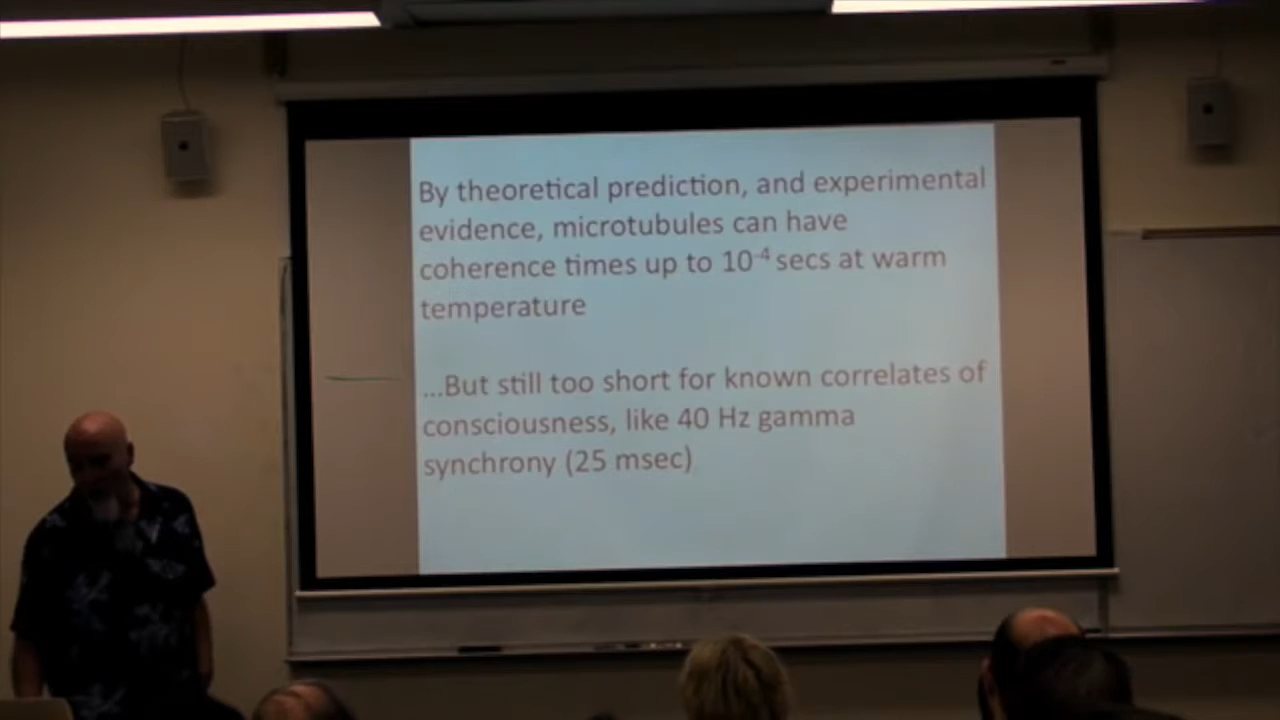 By theoretical prediction, and experimental
evidence, microtubules can have
coherence times up to 10⁻⁴ secs at warm
temperature
...But still too short for known correlates of
consciousness, like 40 Hz gamma
synchrony (25 msec)